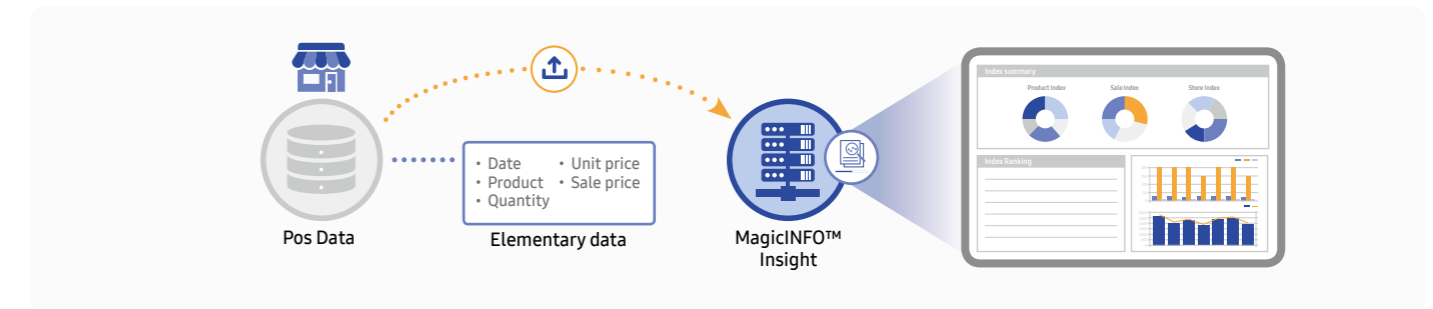 Pos Data
• Date
• Product
• Quantity
• Unit price
• Sale price
Elementary data
MagicINFO™
Insight
Index summary
Product Index
Sale Index
Store Index
Index Ranking